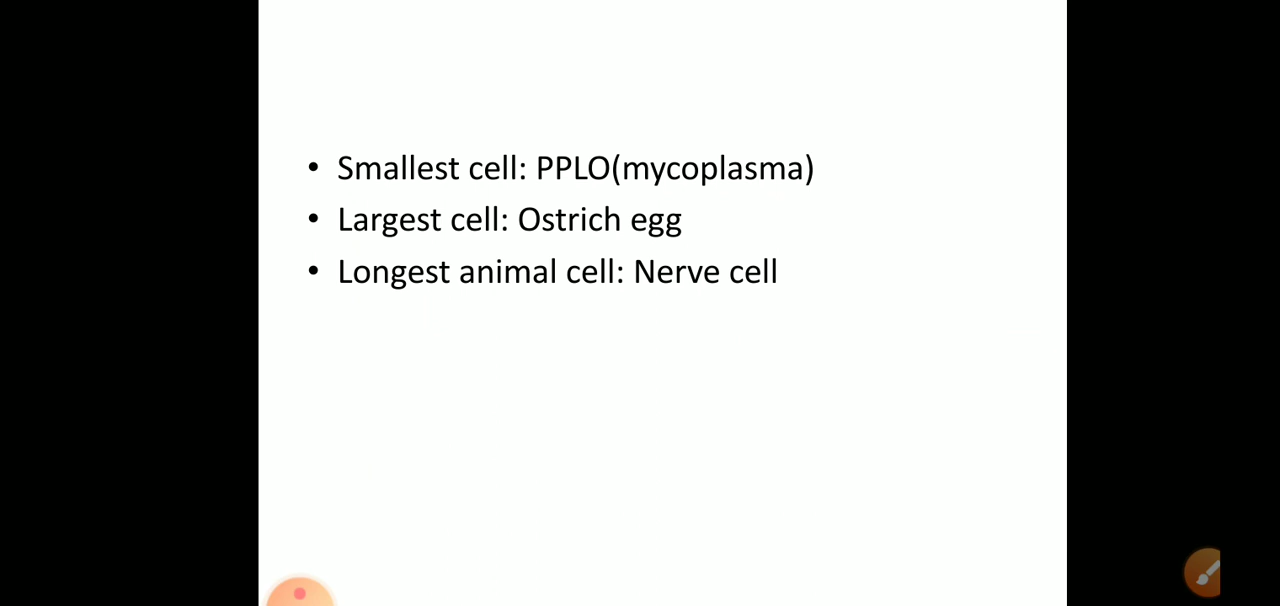 • Smallest cell: PPLO(mycoplasma)
• Largest cell: Ostrich egg
• Longest animal cell: Nerve cell